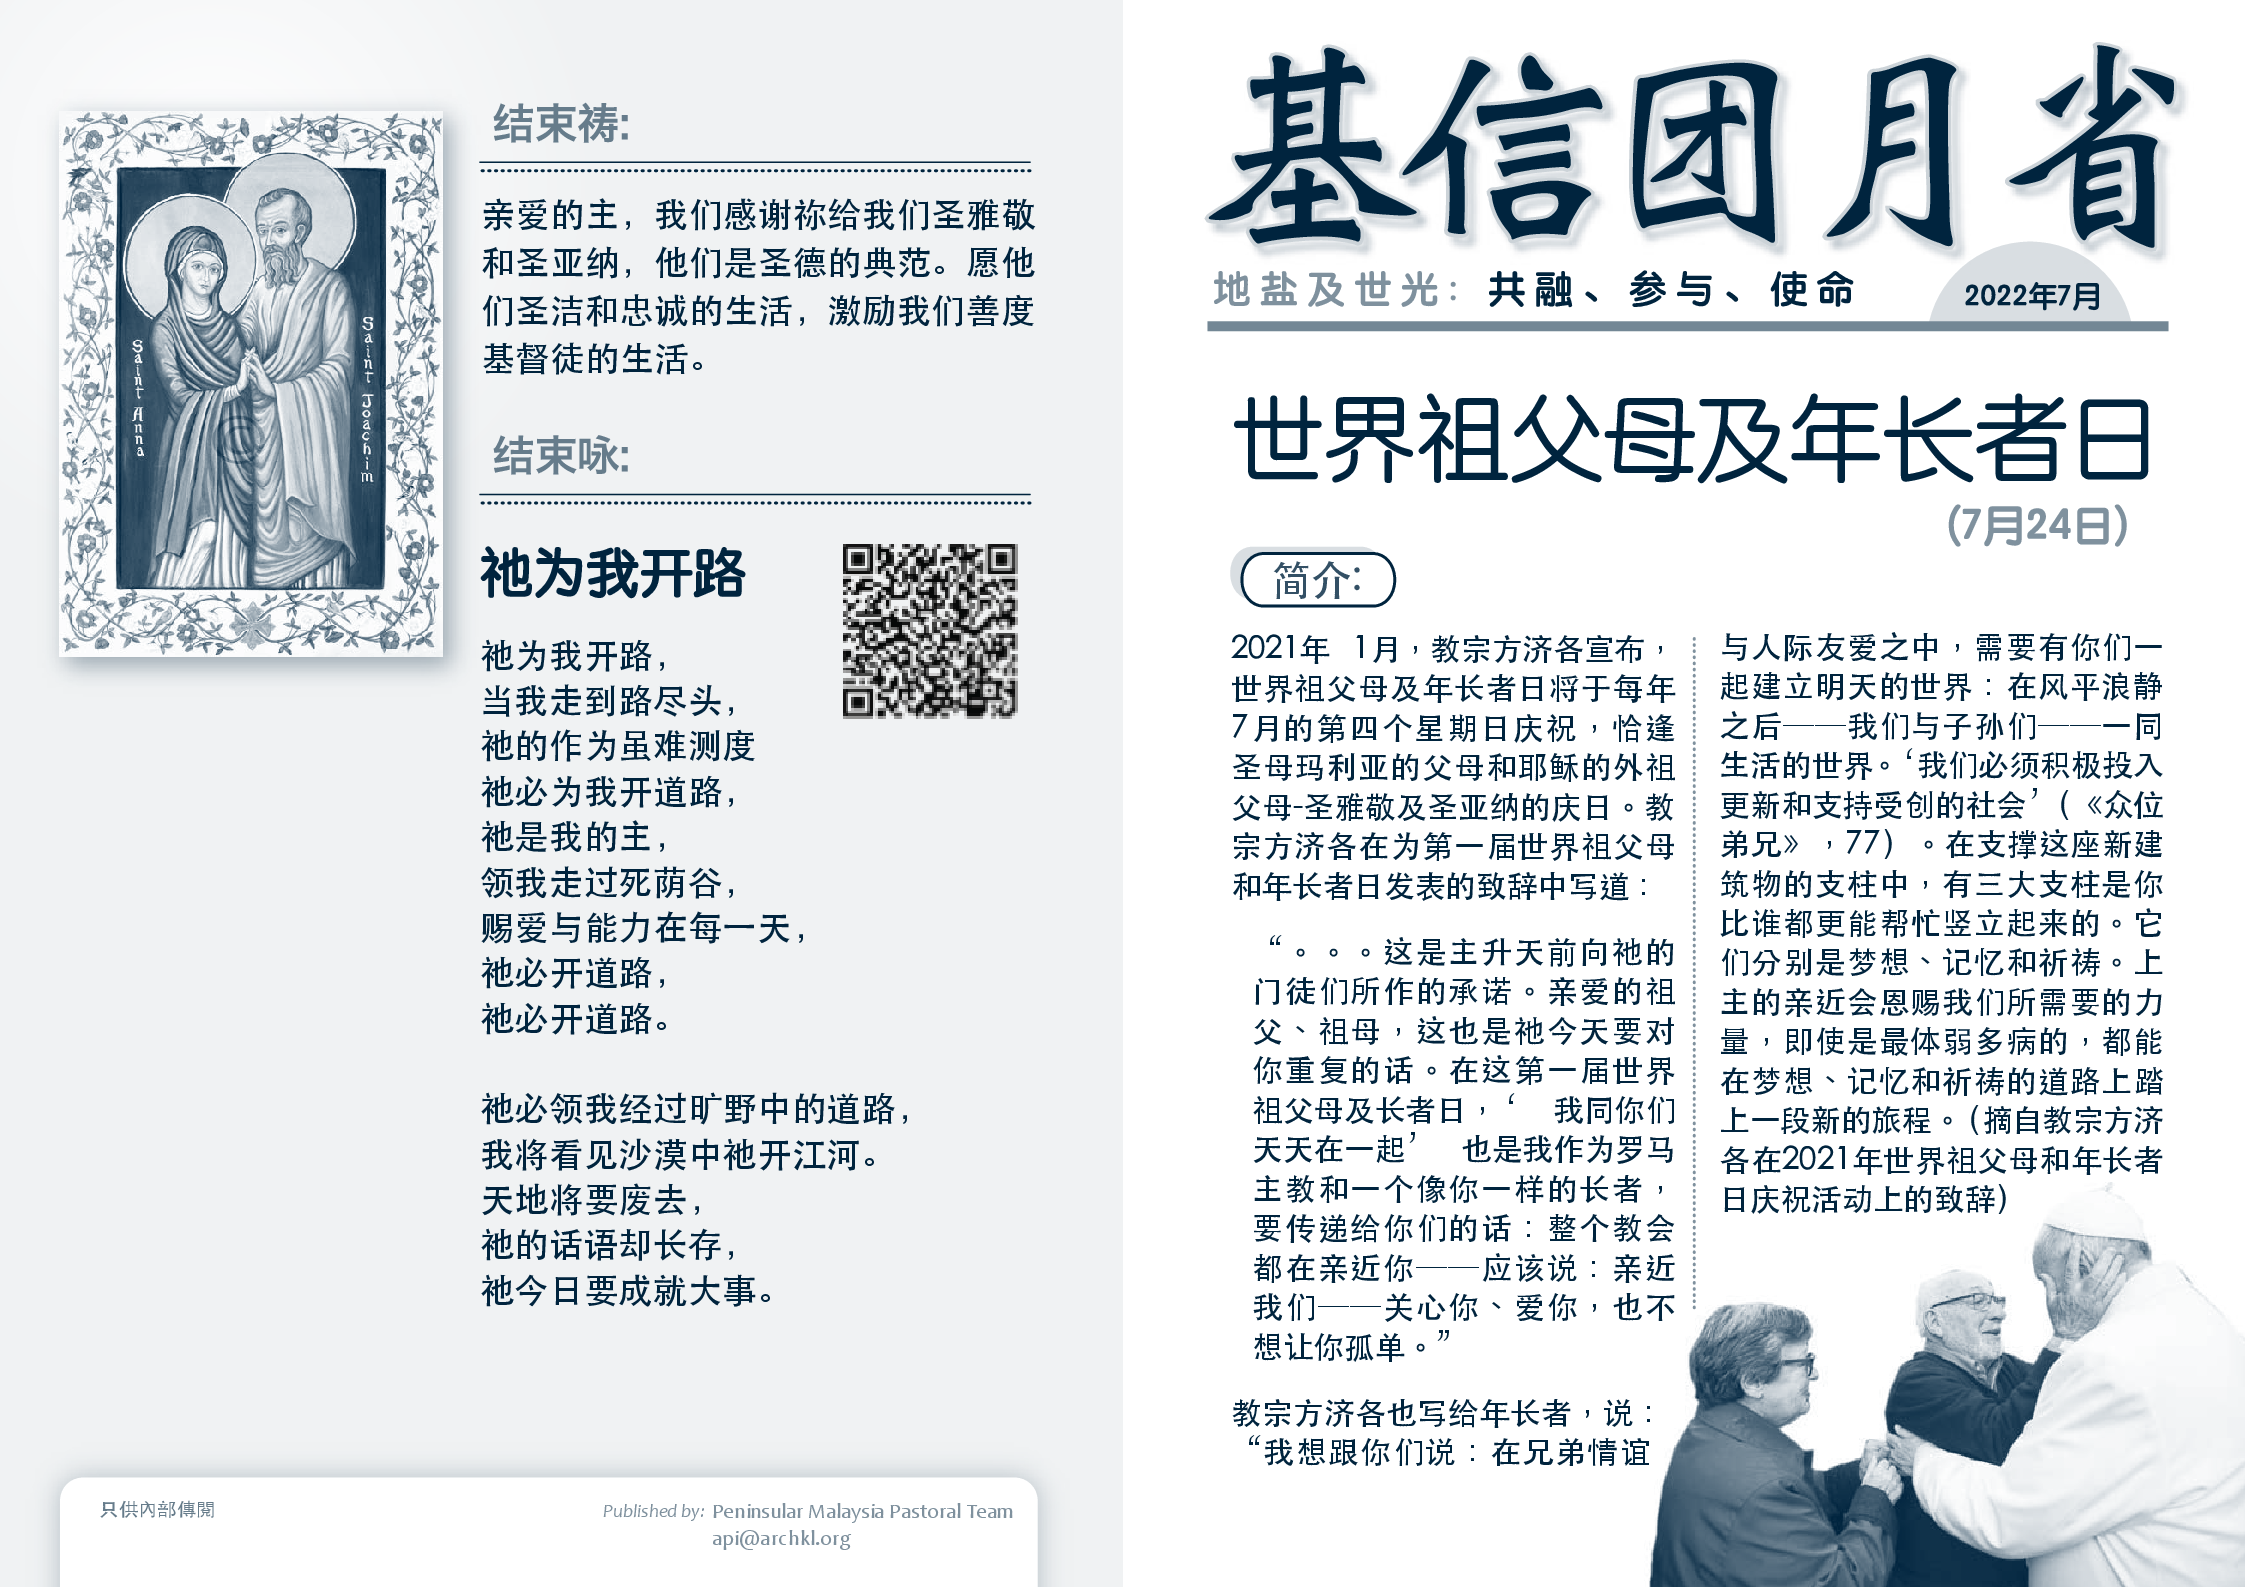 结束祷:
亲爱的主，我们感谢祢给我们圣雅敬
和圣亚纳，他们是圣德的典范。愿他
们圣洁和忠诚的生活，激励我们善度
基督徒的生活。
Saint Anna
Saint Joachim
结束咏:
祂为我开路
祂为我开路，
当我走到路尽头，
祂的作为虽难测度
祂必为我开道路，
祂是我的主，
领我走过死荫谷，
赐爱与能力在每一天，
祂必开道路，
祂必开道路。
祂必领我经过旷野中的道路，
我将看见沙漠中祂开江河。
天地将要废去，
祂的话语却长存，
祂今日要成就大事。
只供內部傳閱
Published by: Peninsular Malaysia Pastoral Team
api@archkl.org
基信团月省
地盐及世光：共融、参与、使命
2022年7月
世界祖父母及年长者日
(7月24日)
简介:
2021年 1月，教宗方济各宣布，
世界祖父母及年长者日将于每年
7月的第四个星期日庆祝，恰逢
圣母玛利亚的父母和耶稣的外祖
父母-圣雅敬及圣亚纳的庆日。教
宗方济各在为第一届世界祖父母
和年长者日发表的致辞中写道：
“。。。这是主升天前向祂的
门徒们所作的承诺。亲爱的祖
父、祖母，这也是祂今天要对
你重复的话。在这第一届世界
祖父母及长者日，‘ 我同你们
天天在一起’ 也是我作为罗马
主教和一个像你一样的长者，
要传递给你们的话：整个教会
都在亲近你——应该说：亲近
我们——关心你、爱你，也不
想让你孤单。”
教宗方济各也写给年长者，说：
“我想跟你们说：在兄弟情谊
与人际友爱之中，需要有你们一
起建立明天的世界：在风平浪静
之后——我们与子孙们——一同
生活的世界。‘我们必须积极投入
更新和支持受创的社会’（《众位
弟兄》，77）。在支撑这座新建
筑物的支柱中，有三大支柱是你
比谁都更能帮忙竖立起来的。它
们分别是梦想、记忆和祈祷。上
主的亲近会恩赐我们所需要的力
量，即使是最体弱多病的，都能
在梦想、记忆和祈祷的道路上踏
上一段新的旅程。(摘自教宗方济
各在2021年世界祖父母和年长者
日庆祝活动上的致辞)